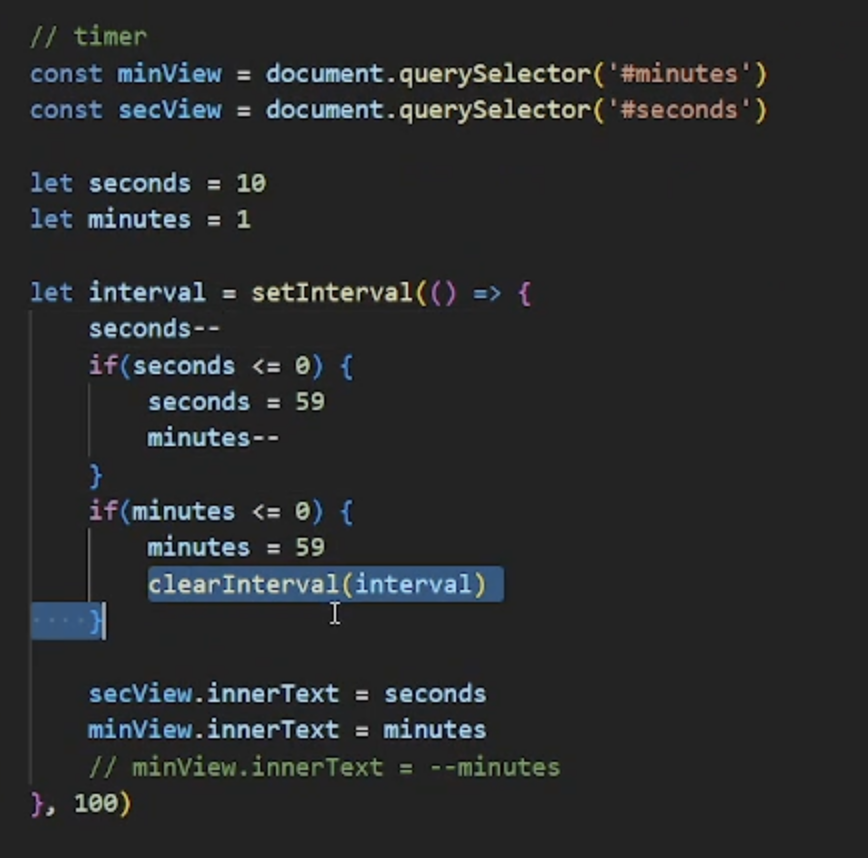 // timer
const minView = document.querySelector('#minutes')
const secView = document.querySelector('#seconds')
let seconds = 10
let minutes = 1
let interval = setInterval(() => {
seconds--
if(seconds <= 0) {
seconds = 59
minutes--
}
if(minutes <= 0) {
minutes = 59
clearInterval(interval)
}
secView.innerText = seconds
minView.innerText = minutes
// minView.innerText = --minutes
}, 100)